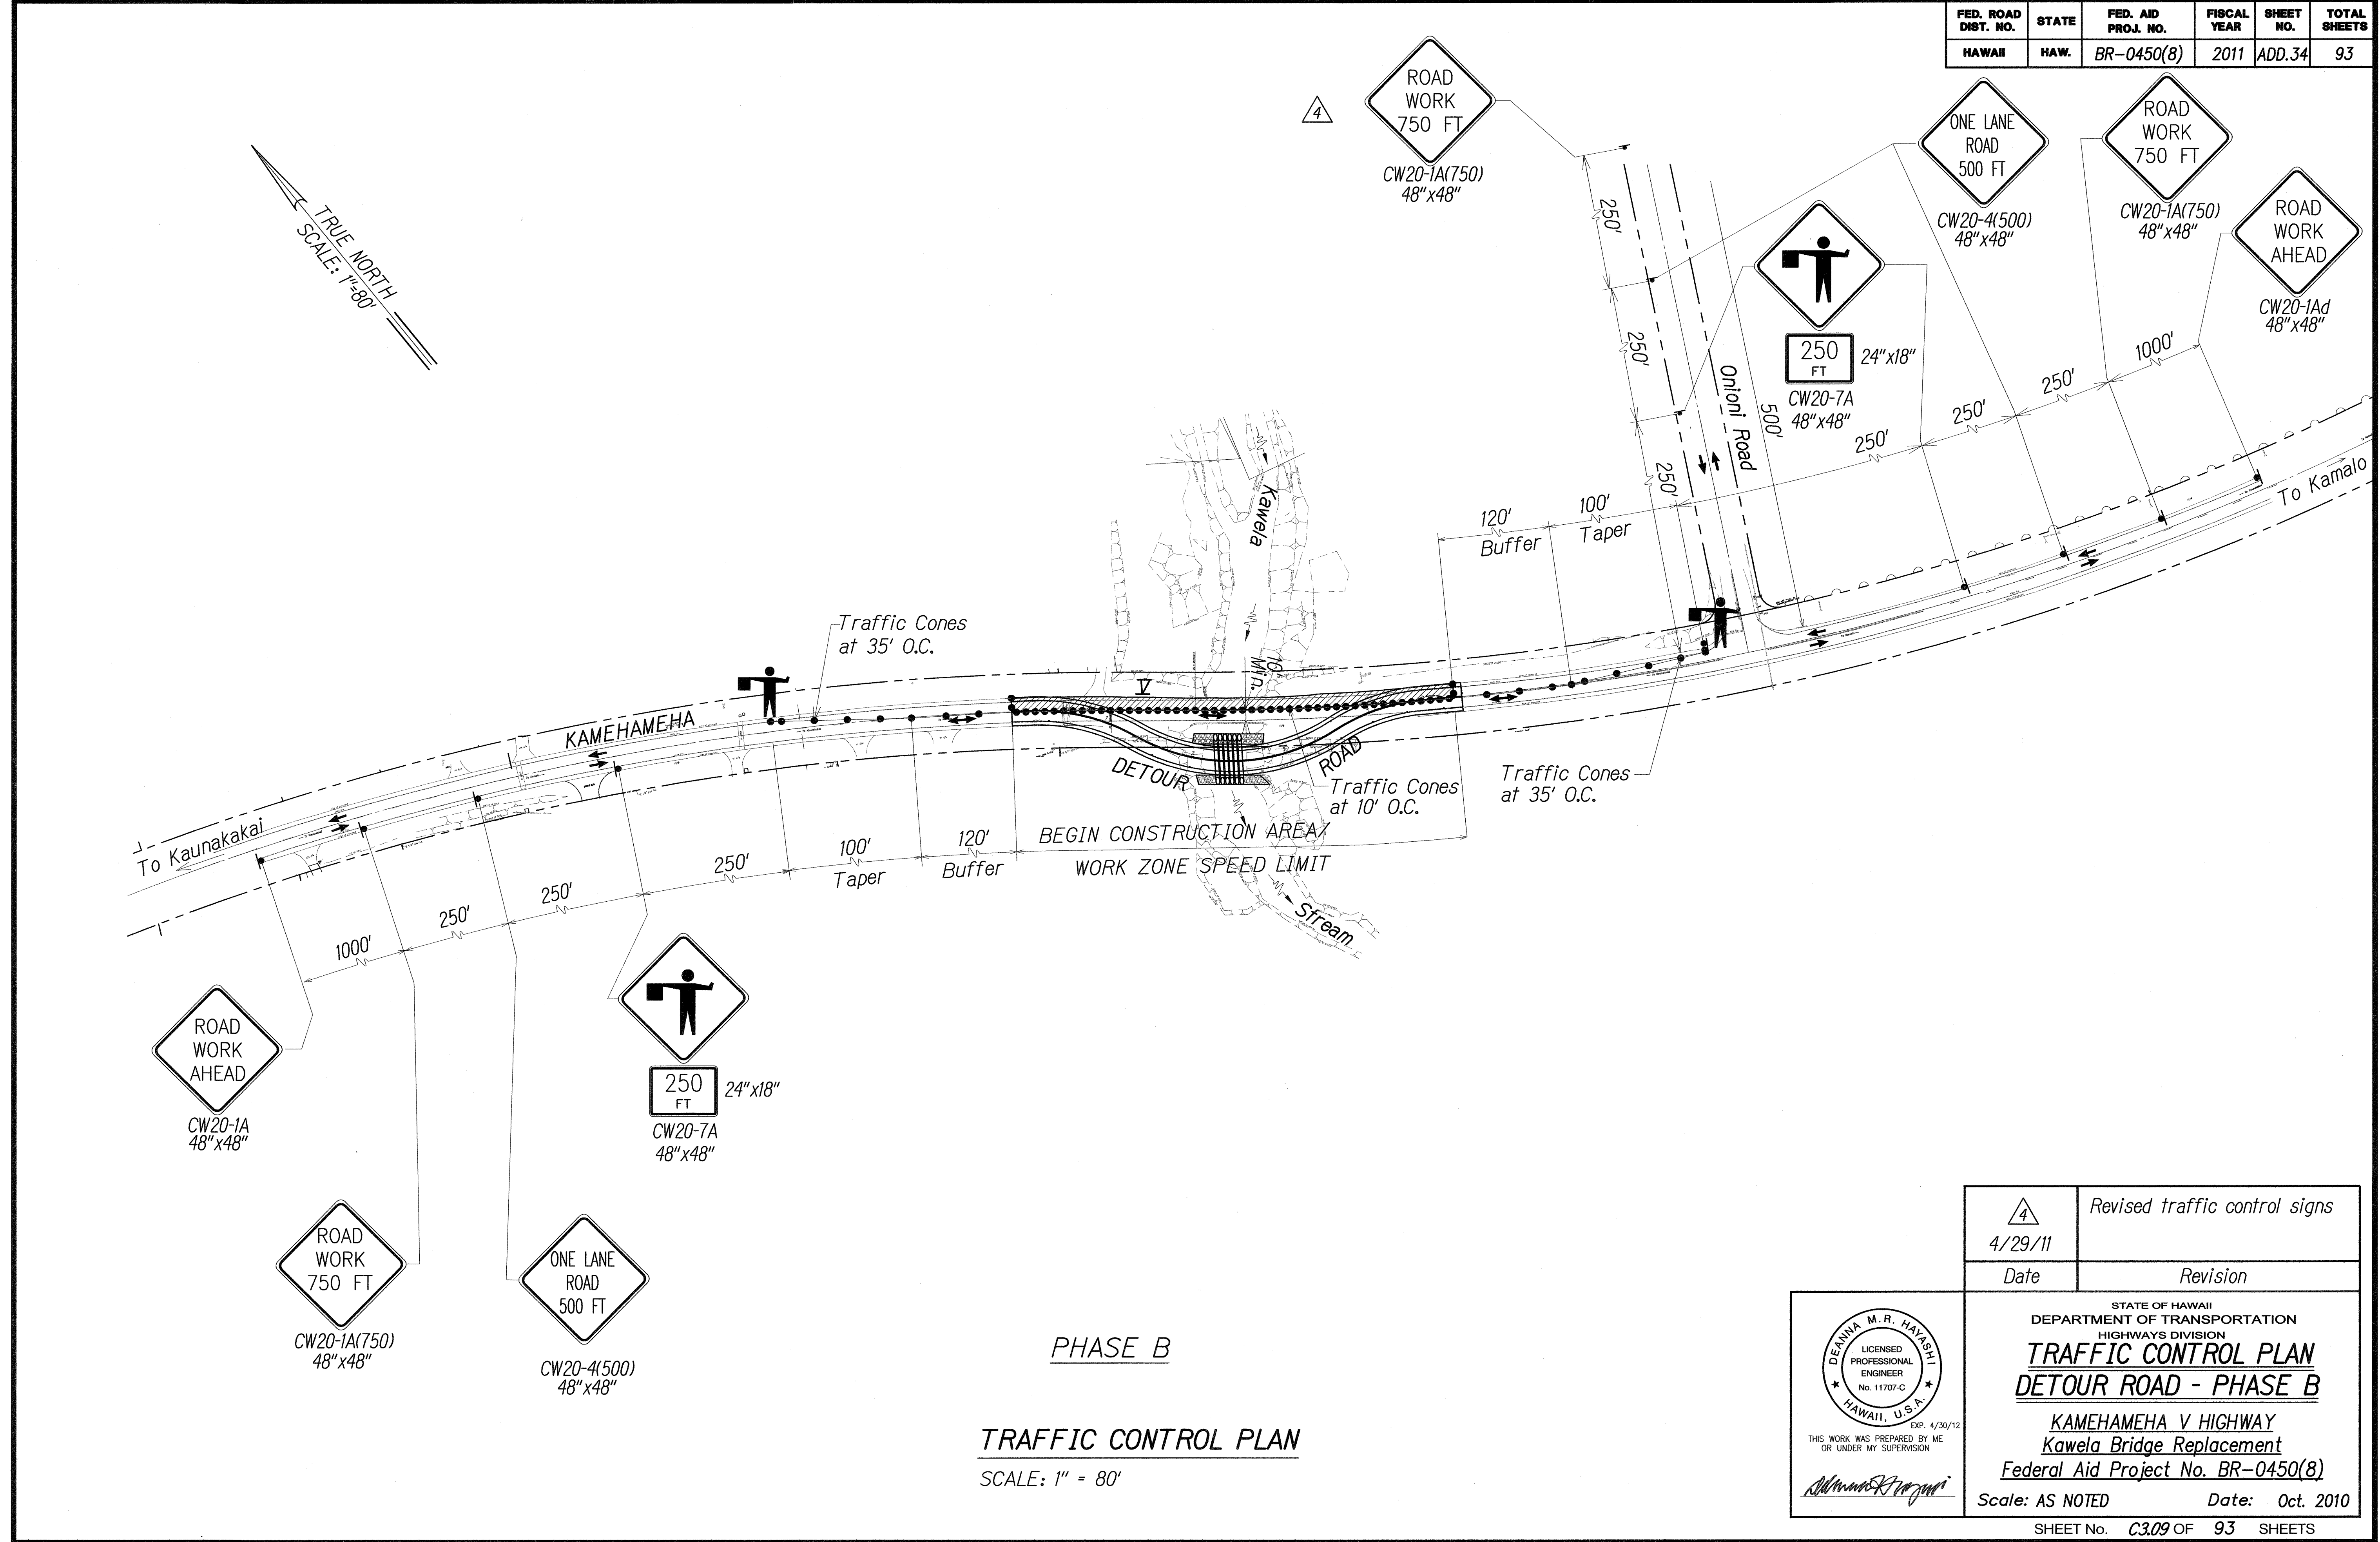 FED. ROAD DIST. NO.
STATE
FED. AID PROJ. NO.
FISCAL YEAR
SHEET NO.
TOTAL SHEETS
HAWAII
HAW.
BR-0450(8)
2011
ADD.34
93
4
ROAD
WORK
750 FT
CW20-1A(750)
48"x48"
ONE LANE
ROAD
500 FT
CW20-4(500)
48"x48"
ROAD
WORK
750 FT
CW20-1A(750)
48"x48"
ROAD
WORK
AHEAD
CW20-1Ad
48"x48"
250
FT
24"x18"
CW20-7A
48"x48"
TRUE NORTH
SCALE: 1"=80'
250'
250'
250'
Onioni Road
500'
250'
250'
250'
1000'
To Kamalo
120'
Buffer
100'
Taper
Kawela
10'
Min.
Traffic Cones
at 35' O.C.
KAMEHAMEHA
V
DETOUR
ROAD
Traffic Cones
at 10' O.C.
Traffic Cones
at 35' O.C.
To Kaunakakai
BEGIN CONSTRUCTION AREA/
WORK ZONE SPEED LIMIT
Stream
1000'
250'
250'
250'
100'
Taper
120'
Buffer
ROAD
WORK
AHEAD
CW20-1A
48"x48"
250
FT
24"x18"
CW20-7A
48"x48"
ROAD
WORK
750 FT
CW20-1A(750)
48"x48"
ONE LANE
ROAD
500 FT
CW20-4(500)
48"x48"
PHASE B
TRAFFIC CONTROL PLAN
SCALE: 1" = 80'
4
4/29/11
Revised traffic control signs
Date
Revision
DEANNA M.R. HAYASHI
LICENSED
PROFESSIONAL
ENGINEER
No. 11707-C
HAWAII, U.S.A.
EXP. 4/30/12
THIS WORK WAS PREPARED BY ME
OR UNDER MY SUPERVISION
STATE OF HAWAII
DEPARTMENT OF TRANSPORTATION
HIGHWAYS DIVISION
TRAFFIC CONTROL PLAN
DETOUR ROAD - PHASE B
KAMEHAMEHA V HIGHWAY
Kawela Bridge Replacement
Federal Aid Project No. BR-0450(8)
Scale: AS NOTED Date: Oct. 2010
SHEET No. C3.09 OF 93 SHEETS